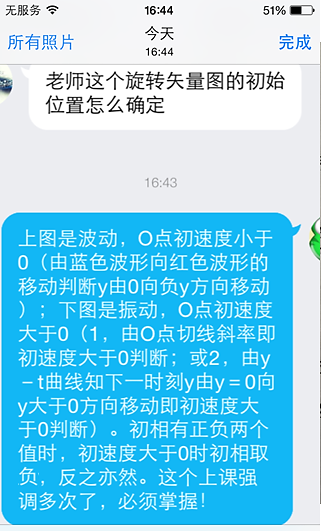 无服务 16:44 51%
所有照片 今天 完成
16:44
老师这个旋转矢量图的初始
位置怎么确定
16:43
上图是波动，O点初速度小于
0（由蓝色波形向红色波形的
移动判断y由0向负y方向移动
）；下图是振动，O点初速度
大于0（1，由O点切线斜率即
初速度大于0判断；或2，由y
－t曲线知下一时刻y由y＝0向
y大于0方向移动即初速度大
于0判断）。初相有正负两个
值时，初速度大于0时初相取
负，反之亦然。这个上课强
调多次了，必须掌握！